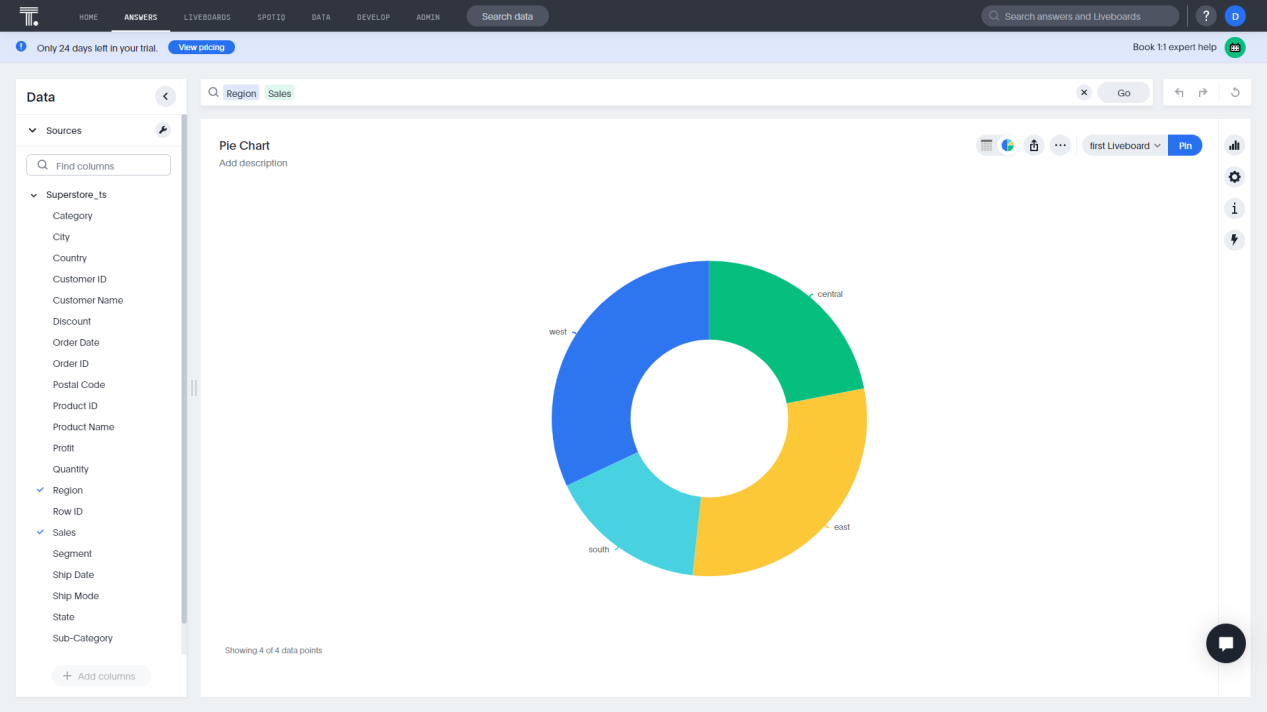 HOME ANSWERS LIVEBOARDS SPOTIQ DATA DEVELOP ADMIN Search data Search answers and Liveboards ? D
Only 24 days left in your trial. View pricing Book 1:1 expert help
Data
Region Sales Go
Sources
Find columns
Superstore_ts
Category
City
Country
Customer ID
Customer Name
Discount
Order Date
Order ID
Postal Code
Product ID
Product Name
Profit
Quantity
Region
Row ID
Sales
Segment
Ship Date
Ship Mode
State
Sub-Category
+ Add columns
Pie Chart
Add description
first Liveboard Pin
central
west
east
south
Showing 4 of 4 data points